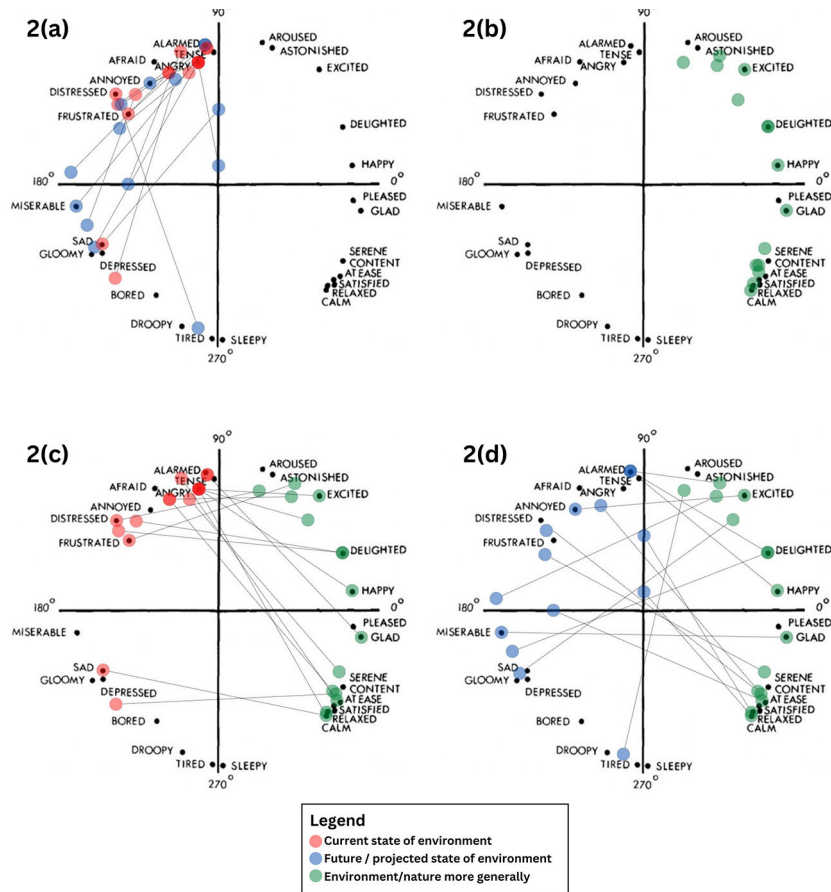 2(a)
90°
ALARMED
AROUSED
TENSE
ASTONISHED
AFRAID
ANGRY
EXCITED
ANNOYED
DISTRESSED
FRUSTRATED
DELIGHTED
HAPPY
180°
0°
PLEASED
MISERABLE
GLAD
SAD
GLOOMY
SERENE
DEPRESSED
CONTENT
AT EASE
SATISFIED
BORED
RELAXED
CALM
DROOPY
TIRED
SLEEPY
270°
2(b)
90°
ALARMED
AROUSED
TENSE
ASTONISHED
AFRAID
ANGRY
EXCITED
ANNOYED
DISTRESSED
FRUSTRATED
DELIGHTED
HAPPY
180°
0°
PLEASED
MISERABLE
GLAD
SAD
GLOOMY
SERENE
DEPRESSED
CONTENT
AT EASE
SATISFIED
BORED
RELAXED
CALM
DROOPY
TIRED
SLEEPY
270°
2(c)
90°
ALARMED
AROUSED
TENSE
ASTONISHED
AFRAID
ANGRY
EXCITED
ANNOYED
DISTRESSED
FRUSTRATED
DELIGHTED
HAPPY
180°
0°
PLEASED
MISERABLE
GLAD
SAD
GLOOMY
SERENE
DEPRESSED
CONTENT
AT EASE
SATISFIED
BORED
RELAXED
CALM
DROOPY
TIRED
SLEEPY
270°
2(d)
90°
ALARMED
AROUSED
TENSE
ASTONISHED
AFRAID
ANGRY
EXCITED
ANNOYED
DISTRESSED
FRUSTRATED
DELIGHTED
HAPPY
180°
0°
PLEASED
MISERABLE
GLAD
SAD
GLOOMY
SERENE
DEPRESSED
CONTENT
AT EASE
SATISFIED
BORED
RELAXED
CALM
DROOPY
TIRED
SLEEPY
270°
Legend
Current state of environment
Future / projected state of environment
Environment/nature more generally